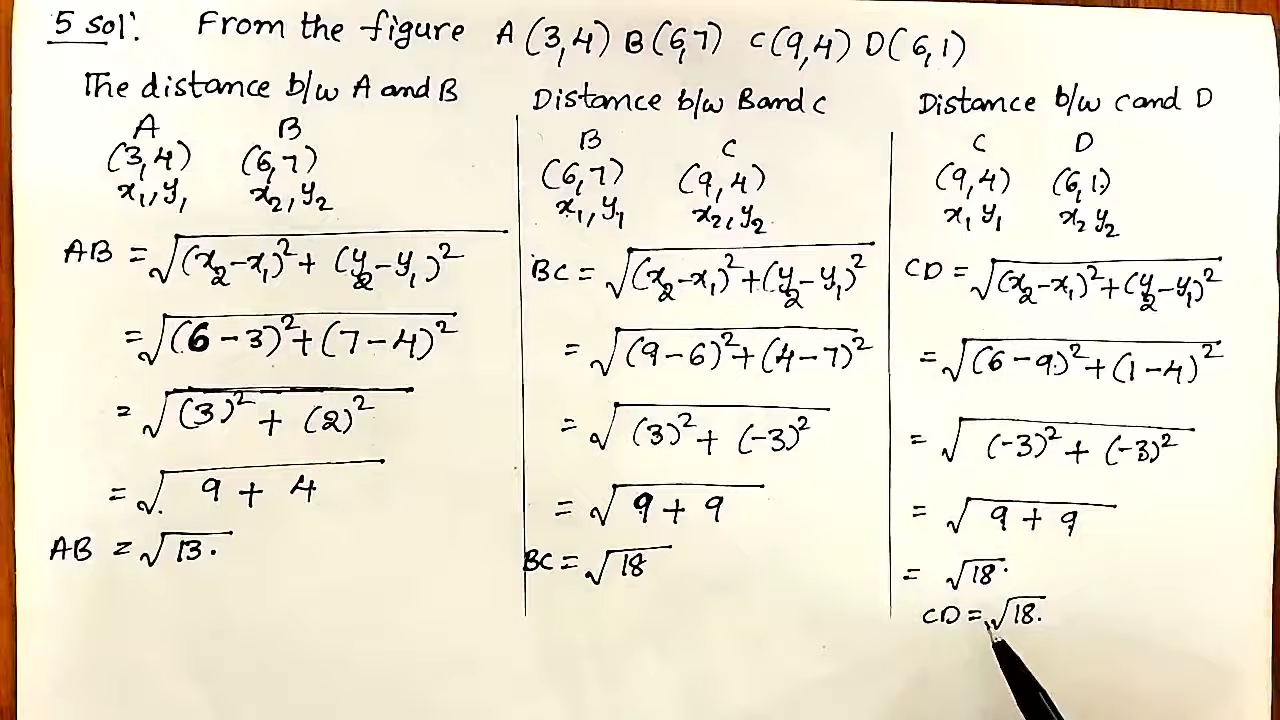 5 sol: From the figure A (3,4) B(6,7) C(9,4) D(6,1)
The distance b/w A and B
A B
(3,4) (6,7)
x₁,y₁ x₂,y₂
AB = √(x₂-x₁)²+ (y₂-y₁)²
= √(6-3)²+(7-4)²
= √(3)² + (2)²
= √9 + 4
AB = √13.
Distance b/w B and C
B C
(6,7) (9,4)
x₁,y₁ x₂,y₂
BC = √(x₂-x₁)²+(y₂-y₁)²
= √(9-6)²+(4-7)²
= √(3)²+ (-3)²
= √9+ 9
BC = √18
Distance b/w C and D
C D
(9,4) (6,1)
x₁ y₁ x₂ y₂
CD = √(x₂-x₁)²+(y₂-y₁)²
= √(6-9)²+(1-4)²
= √(-3)²+ (-3)²
= √9 + 9
= √18.
CD = √18.